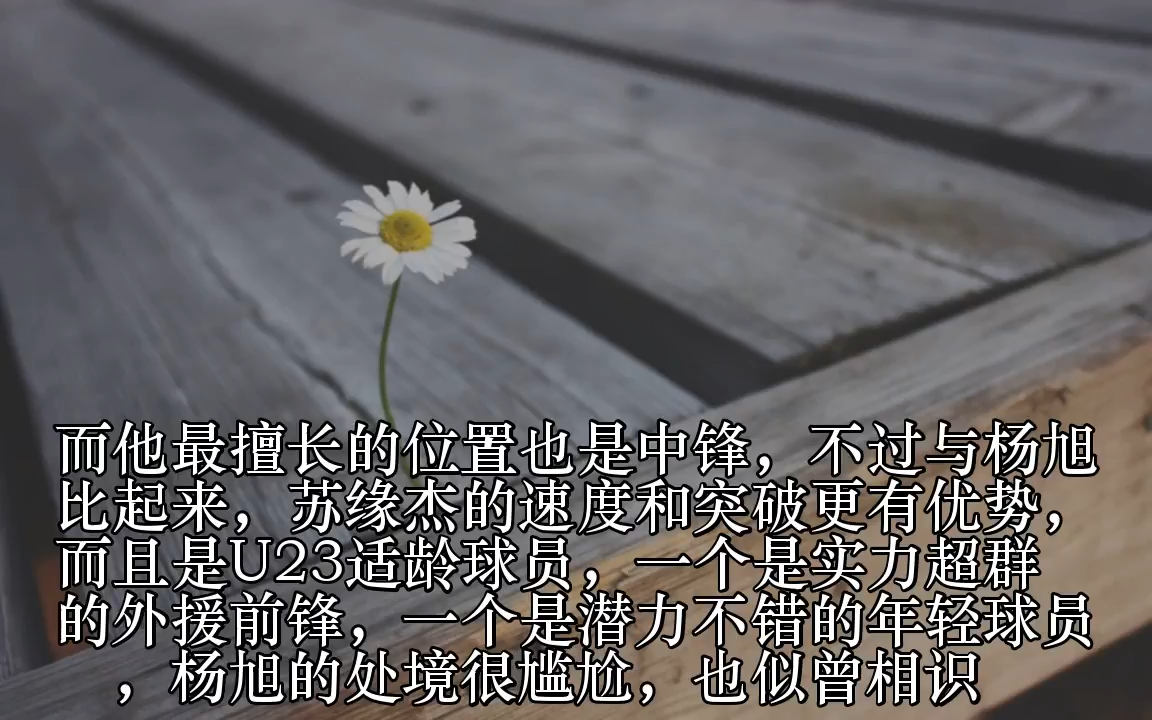 而他最擅长的位置也是中锋，不过与杨旭
比起来，苏缘杰的速度和突破更有优势，
而且是U23适龄球员，一个是实力超群
的外援前锋，一个是潜力不错的年轻球员
，杨旭的处境很尴尬，也似曾相识